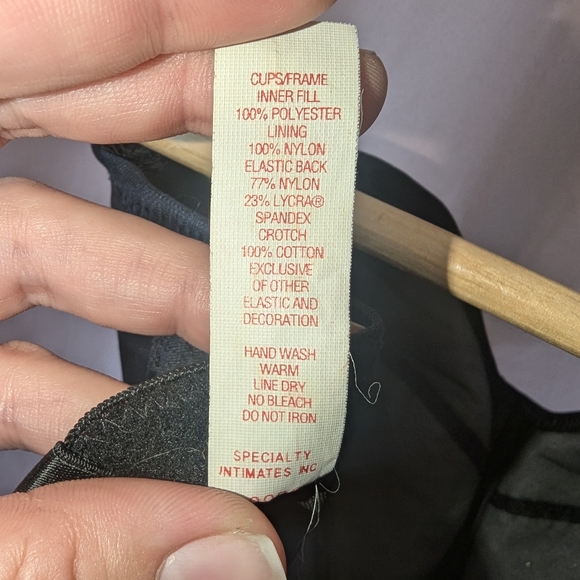 CUPS/FRAME
INNER FILL
100% POLYESTER
LINING
100% NYLON
ELASTIC BACK
77% NYLON
23% LYCRA®
SPANDEX
CROTCH
100% COTTON
EXCLUSIVE
OF OTHER
ELASTIC AND
DECORATION
HAND WASH
WARM
LINE DRY
NO BLEACH
DO NOT IRON
SPECIALTY
INTIMATES INC